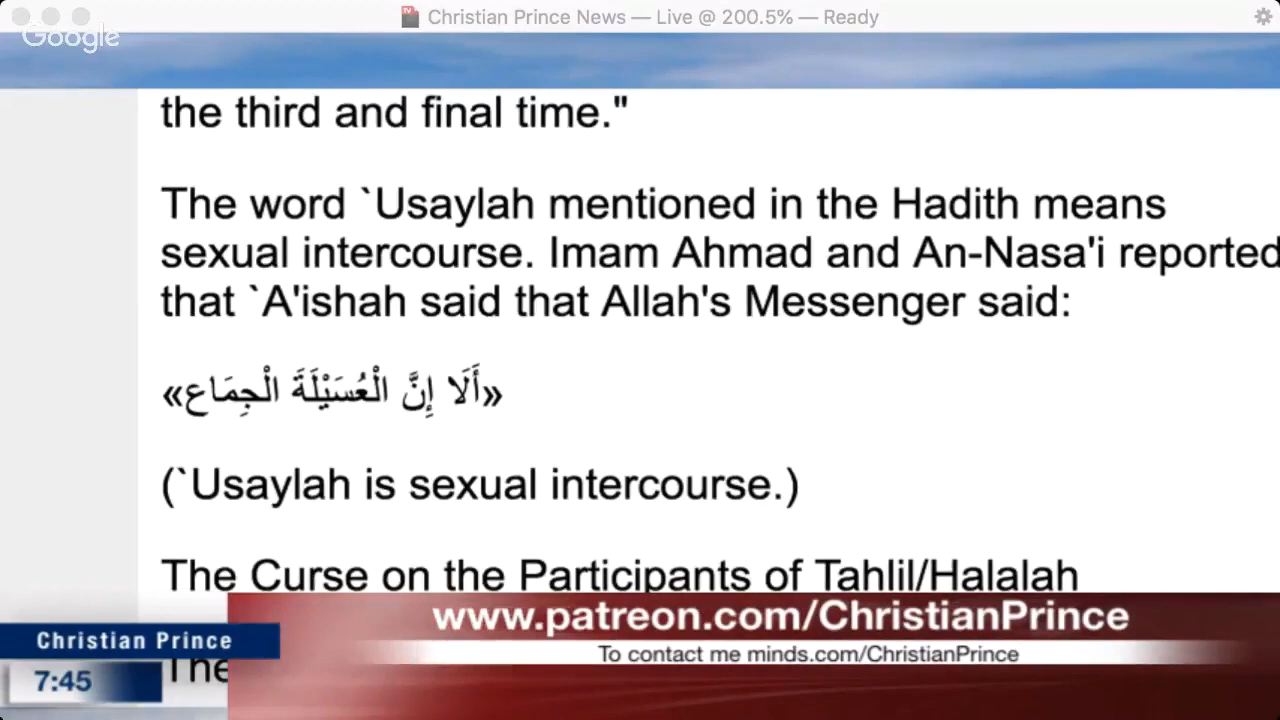 Christian Prince News — Live @ 200.5% — Ready
Google
the third and final time."
The word `Usaylah mentioned in the Hadith means
sexual intercourse. Imam Ahmad and An-Nasa'i reported
that `A'ishah said that Allah's Messenger said:
«أَلَا إِنَّ الْعُسَيْلَةَ الْجِمَاع»
(`Usaylah is sexual intercourse.)
The Curse on the Participants of Tahlil/Halalah
www.patreon.com/ChristianPrince
Christian Prince
To contact me minds.com/ChristianPrince
The
7:45